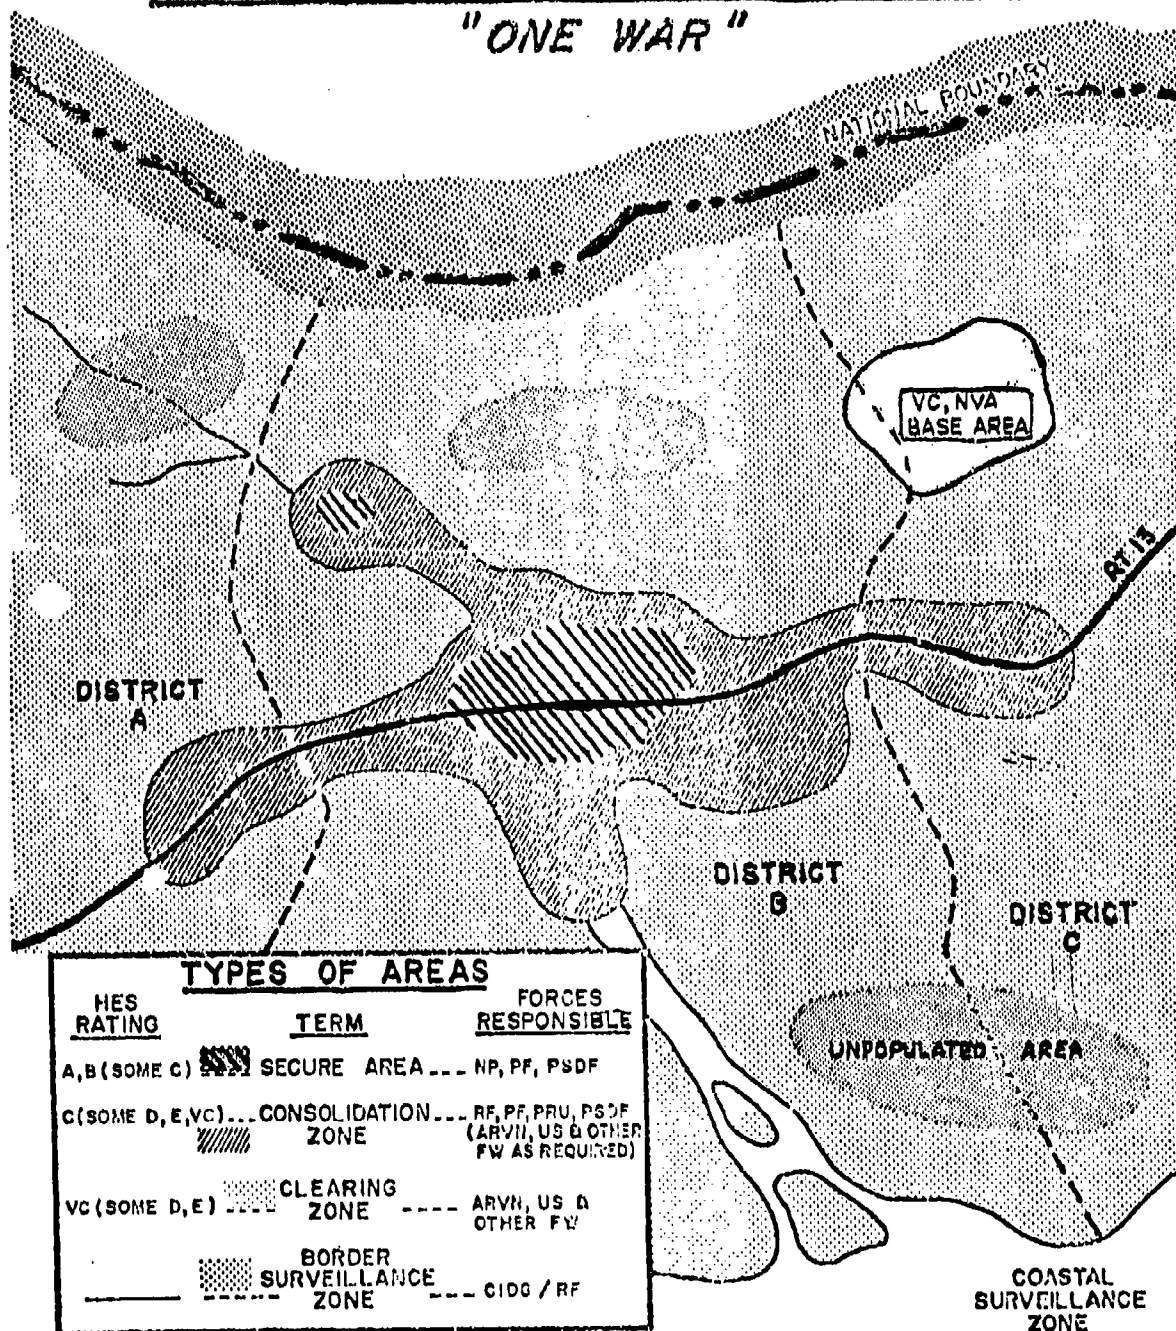 "ONE WAR"
NATIONAL BOUNDARY
VC, NVA
BASE AREA
RT. 13
DISTRICT
A
DISTRICT
B
DISTRICT
C
UNPOPULATED AREA
TYPES OF AREAS
HES
RATING
TERM
FORCES
RESPONSIBLE
A, B (SOME C) SECURE AREA --- NP, PF, PSDF
C (SOME D, E, VC) --- CONSOLIDATION --- RF, PF, PRU, PSDF
ZONE (ARVN, US & OTHER
FW AS REQUIRED)
VC (SOME D, E) ---- CLEARING
ZONE ---- ARVN, US &
OTHER FW
BORDER
SURVEILLANCE
ZONE --- CIDG / RF
COASTAL
SURVEILLANCE
ZONE